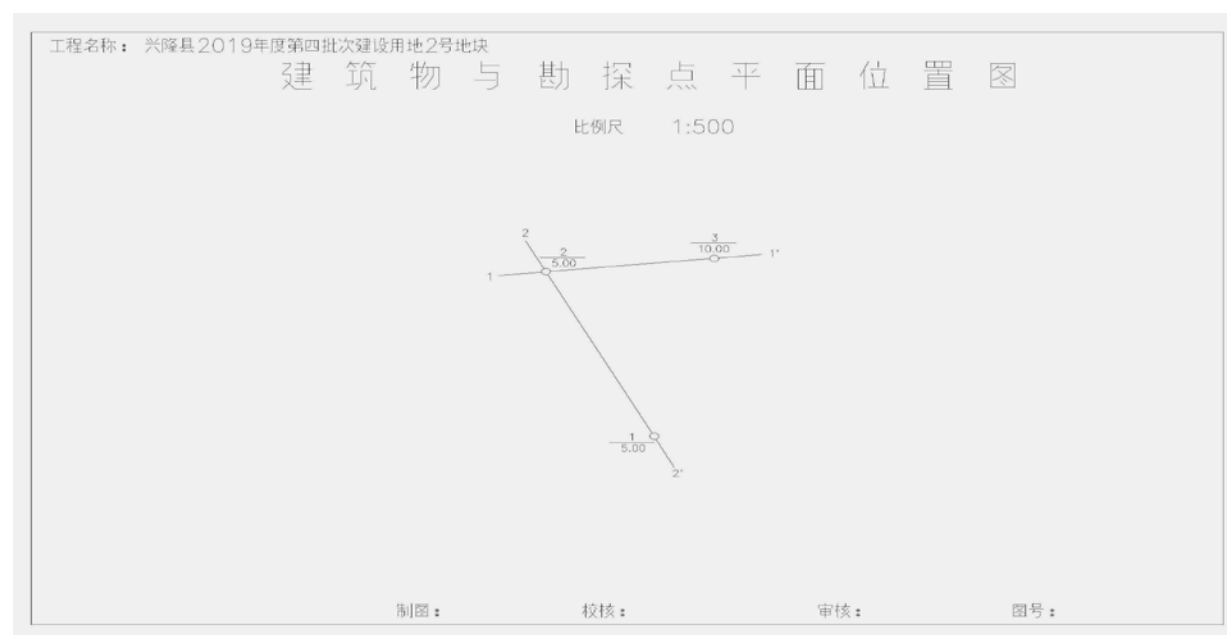 工程名称： 兴隆县2019年度第四批次建设用地2号地块
建筑物与勘探点平面位置图
比例尺 1:500
2
3
2
10.00
1'
5.00
1
1
5.00
2'
制图： 校核： 审核： 图号：